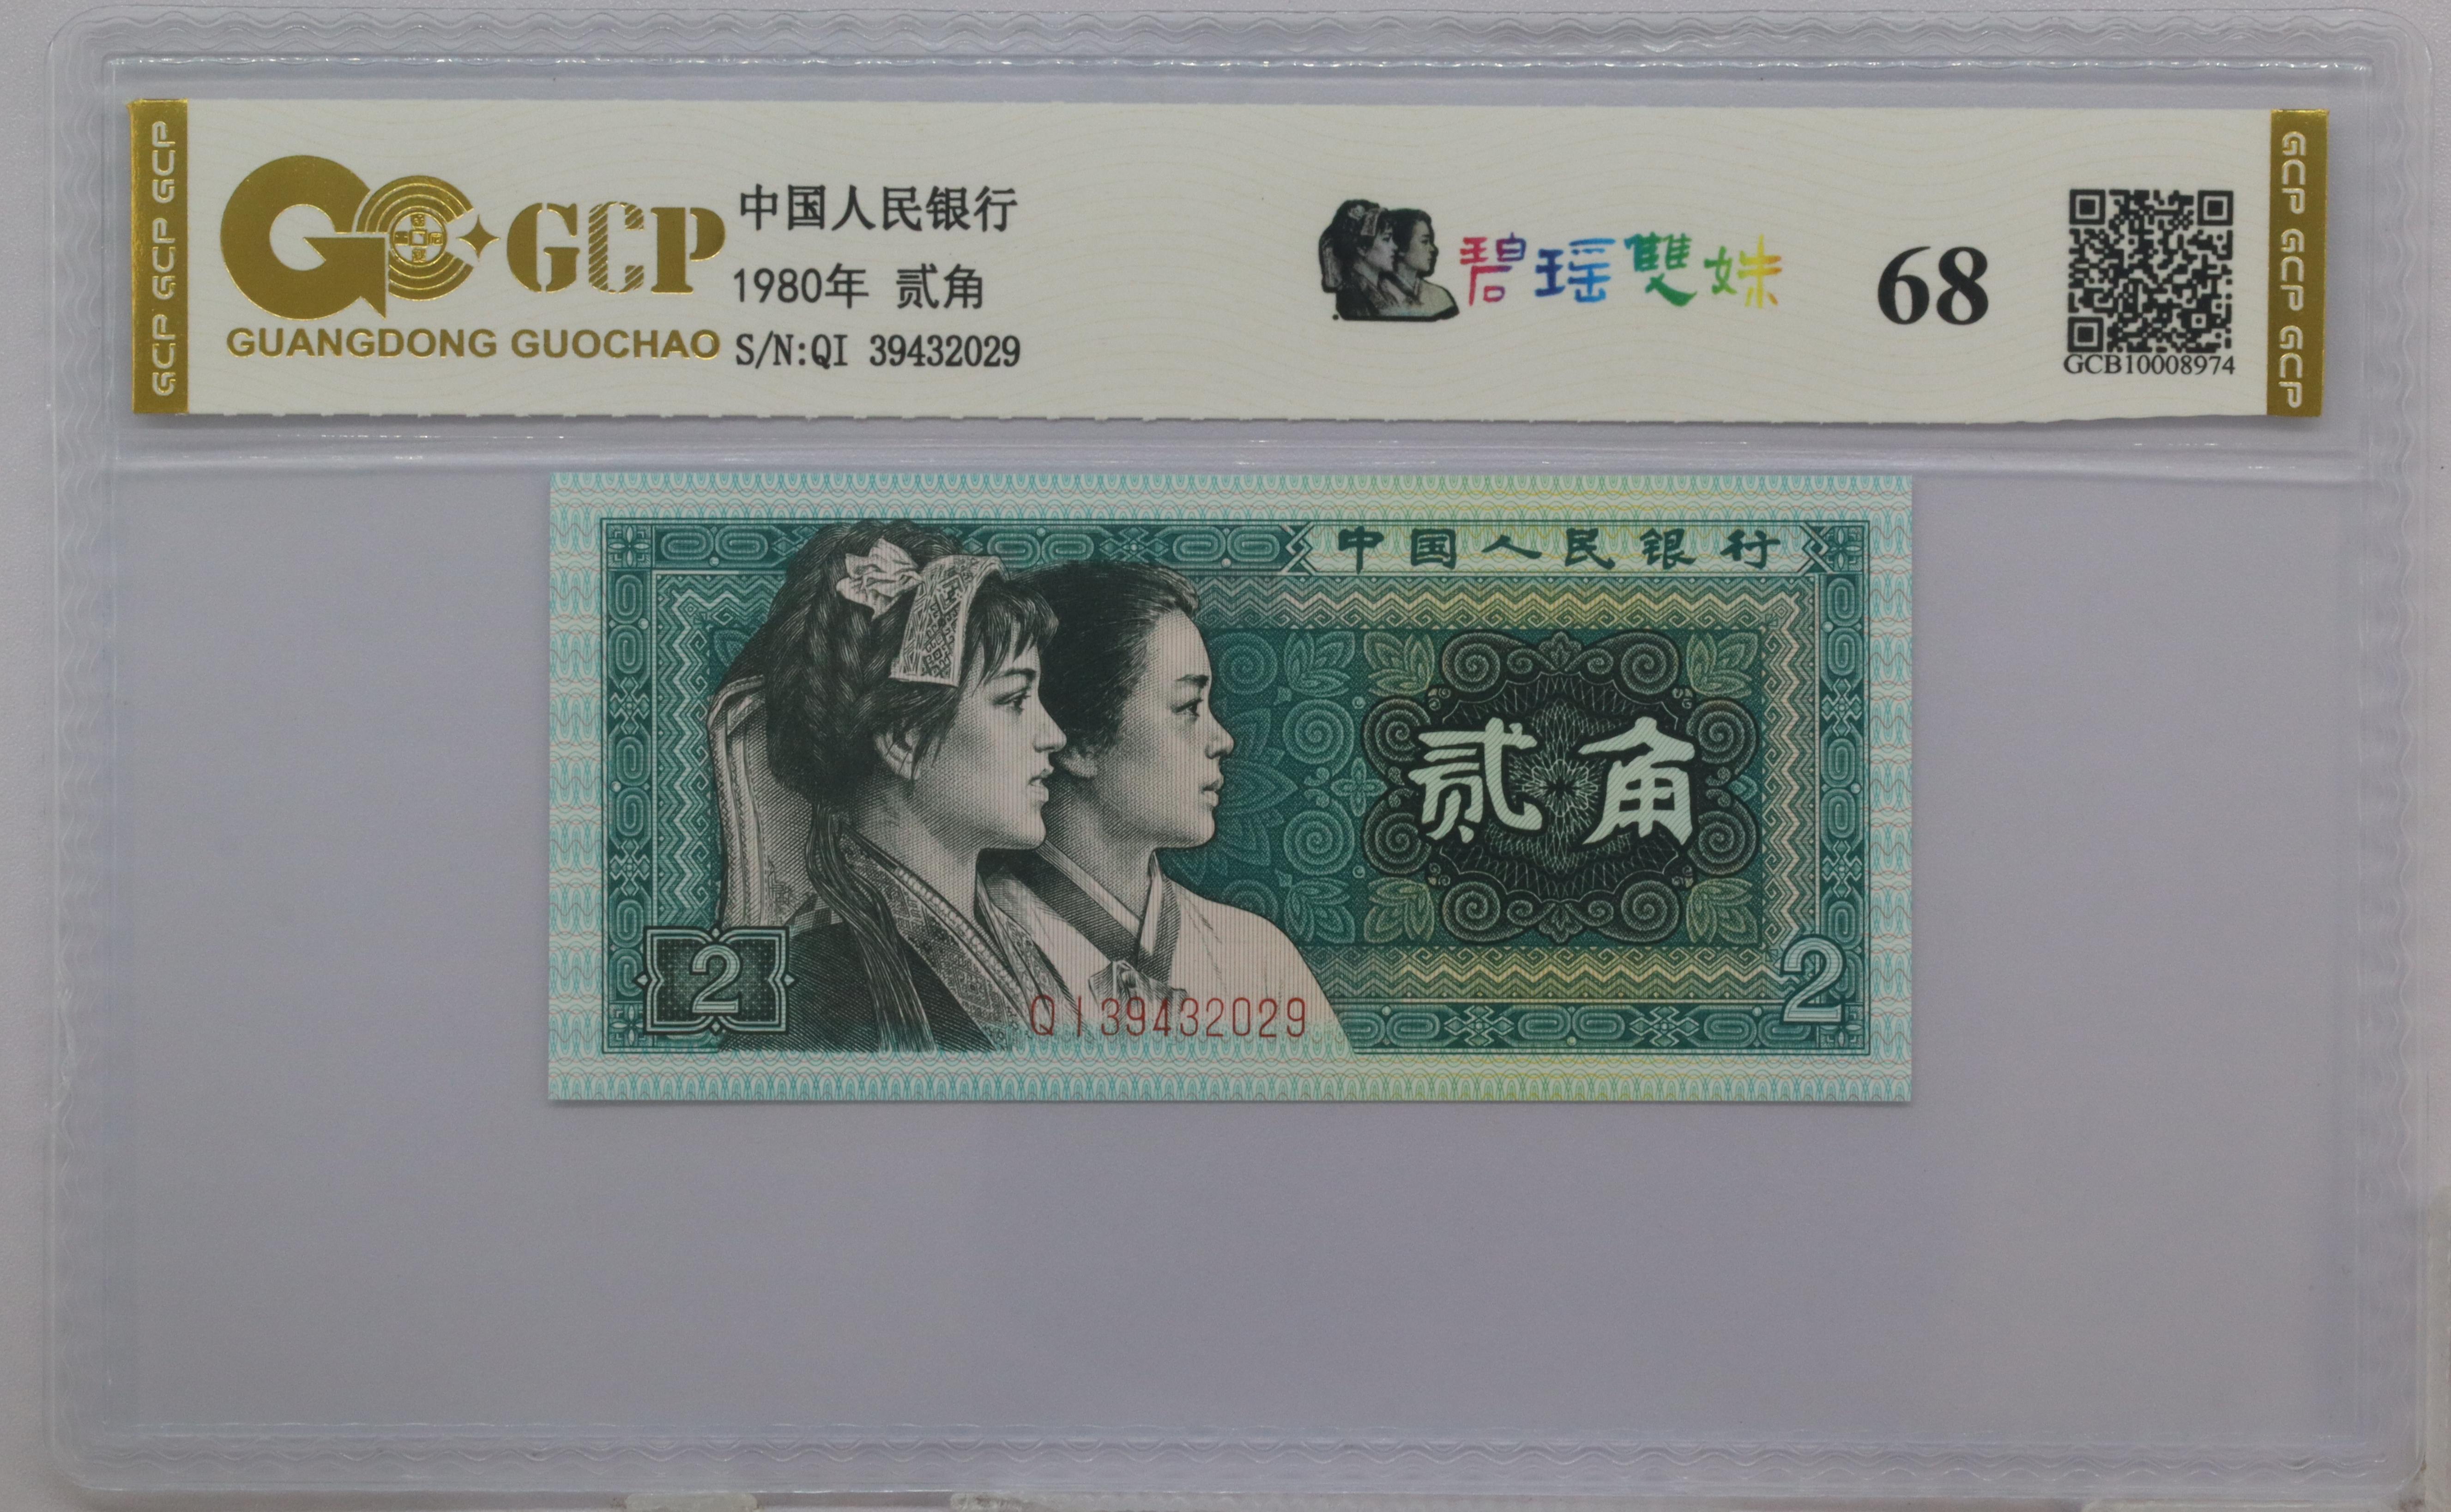 GCP GCP GCP
GCP
GUANGDONG GUOCHAO
中国人民银行
1980年 贰角
S/N:QI 39432029
碧瑶雙姝
68
GCB10008974
GCP GCP GCP
中国人民银行
贰角
2
2
QI39432029